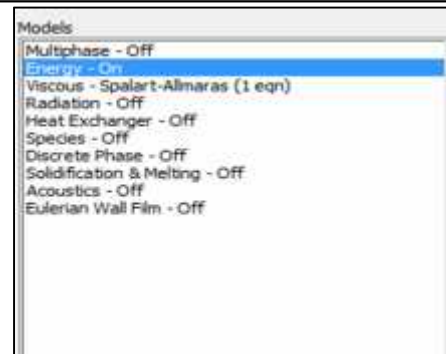 Models
Multiphase - Off
Energy - On
Viscous - Spalart-Allmaras (1 eqn)
Radiation - Off
Heat Exchanger - Off
Species - Off
Discrete Phase - Off
Solidification & Melting - Off
Acoustics - Off
Eulerian Wall Film - Off